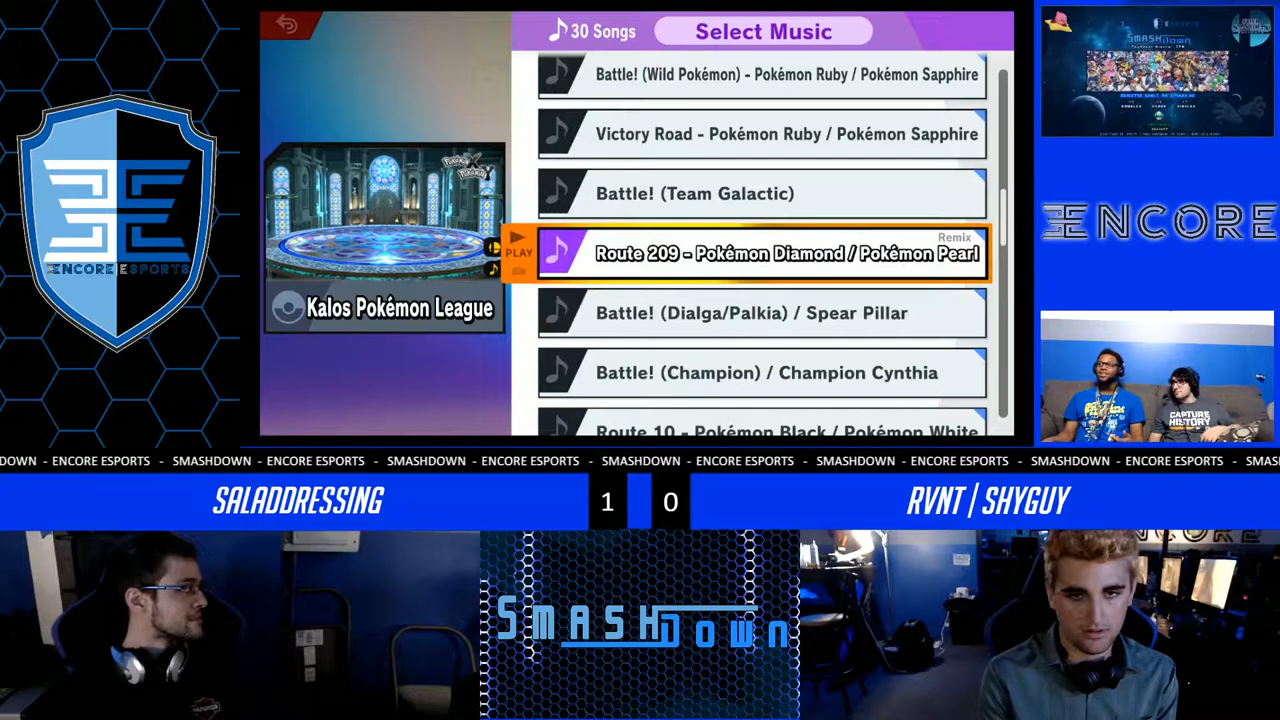 30 Songs
Select Music
Battle! (Wild Pokémon) - Pokémon Ruby / Pokémon Sapphire
Victory Road - Pokémon Ruby / Pokémon Sapphire
Battle! (Team Galactic)
Remix
PLAY
Route 209 - Pokémon Diamond / Pokémon Pearl
Battle! (Dialga/Palkia) / Spear Pillar
Battle! (Champion) / Champion Cynthia
Route 10 - Pokémon Black / Pokémon White
Kalos Pokémon League
ENCORE ESPORTS
SMASHDOWN
ENCORE
CAPTURE
HISTORY
DOWN - ENCORE ESPORTS - SMASHDOWN - ENCORE ESPORTS - SMASHDOWN - ENCORE ESPORTS - SMASHDOWN - ENCORE ESPORTS - SMASHDOWN - ENCORE ESPORTS - SMASHDOWN - ENCORE ESPORTS - SMAS
SALADDRESSING
1
0
RVNT | SHYGUY
SMASHDOWN